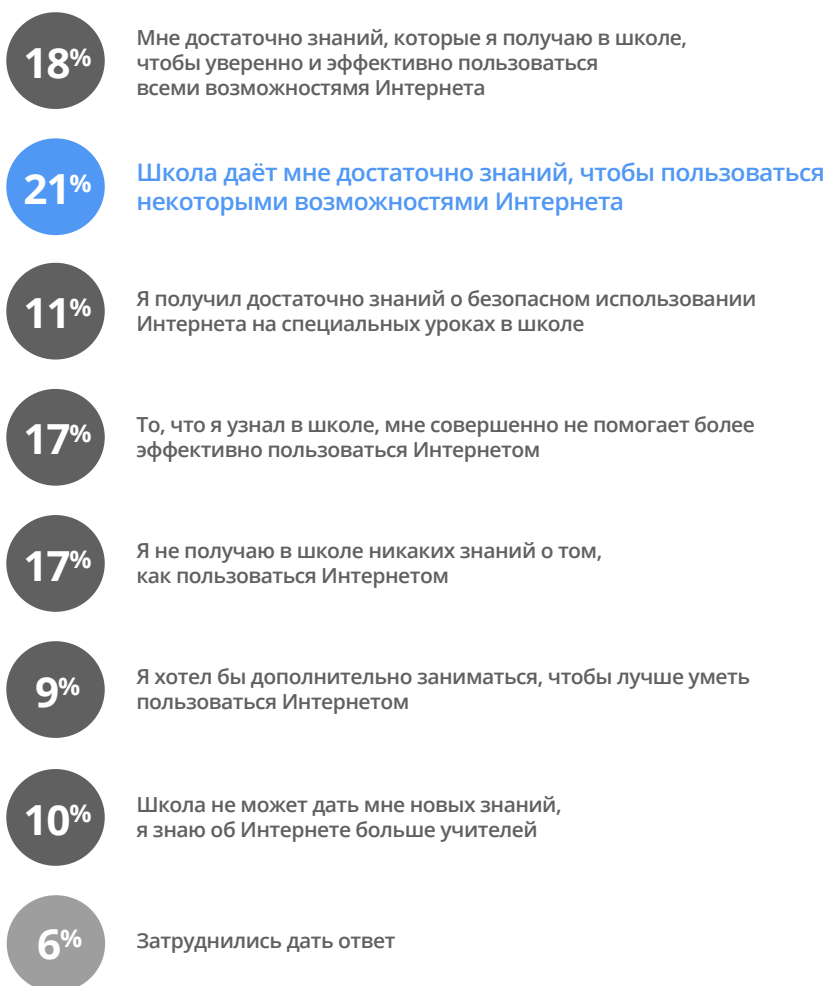 18%
Мне достаточно знаний, которые я получаю в школе,
чтобы уверенно и эффективно пользоваться
всеми возможностямя Интернета
21%
Школа даёт мне достаточно знаний, чтобы пользоваться
некоторыми возможностями Интернета
11%
Я получил достаточно знаний о безопасном использовании
Интернета на специальных уроках в школе
17%
То, что я узнал в школе, мне совершенно не помогает более
эффективно пользоваться Интернетом
17%
Я не получаю в школе никаких знаний о том,
как пользоваться Интернетом
9%
Я хотел бы дополнительно заниматься, чтобы лучше уметь
пользоваться Интернетом
10%
Школа не может дать мне новых знаний,
я знаю об Интернете больше учителей
6%
Затруднились дать ответ